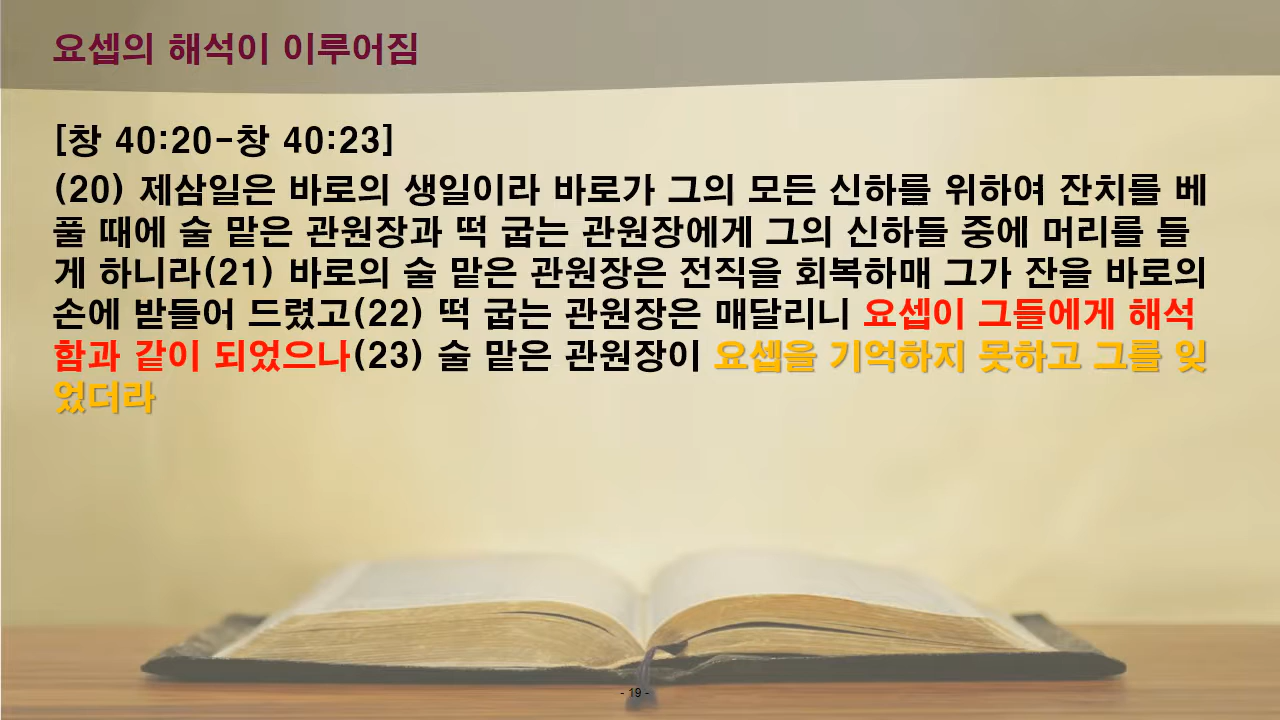 요셉의 해석이 이루어짐
[창 40:20-창 40:23]
(20) 제삼일은 바로의 생일이라 바로가 그의 모든 신하를 위하여 잔치를 베
풀 때에 술 맡은 관원장과 떡 굽는 관원장에게 그의 신하들 중에 머리를 들
게 하니라(21) 바로의 술 맡은 관원장은 전직을 회복하매 그가 잔을 바로의
손에 받들어 드렸고(22) 떡 굽는 관원장은 매달리니 요셉이 그들에게 해석
함과 같이 되었으나(23) 술 맡은 관원장이 요셉을 기억하지 못하고 그를 잊
었더라
- 19 -